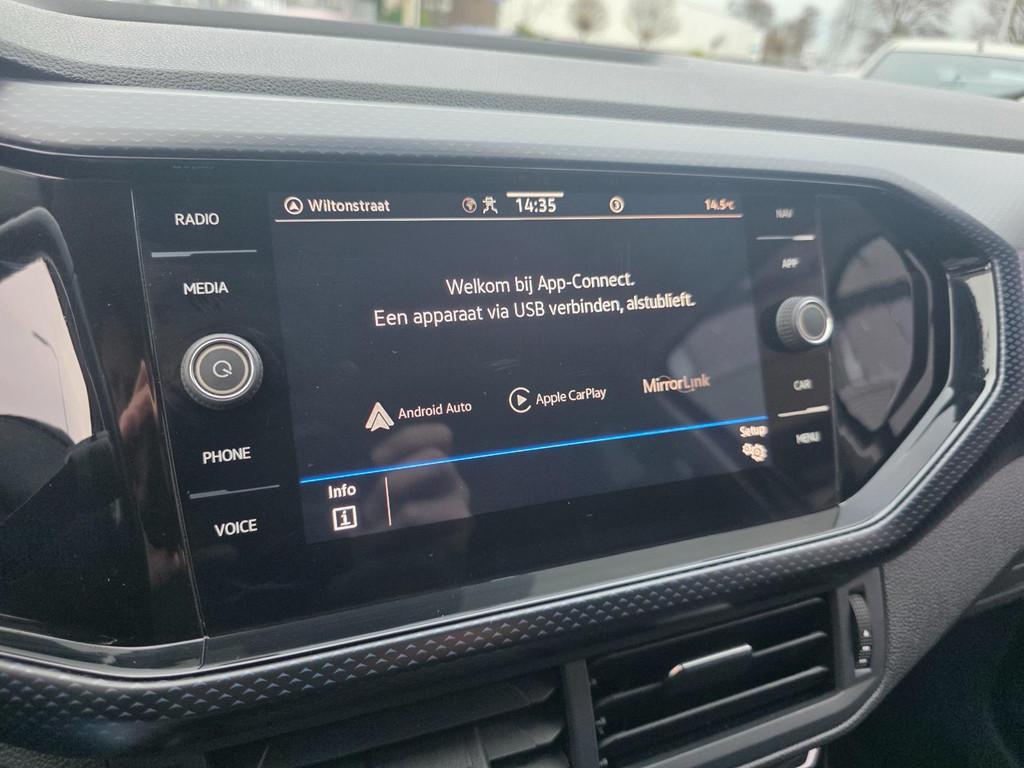 RADIO
MEDIA
PHONE
VOICE
Wiltonstraat
14:35
14.5°C
Welkom bij App-Connect.
Een apparaat via USB verbinden, alstublieft.
Android Auto
Apple CarPlay
MirrorLink
Setup
Info
NAV
APP
CAR
MENU